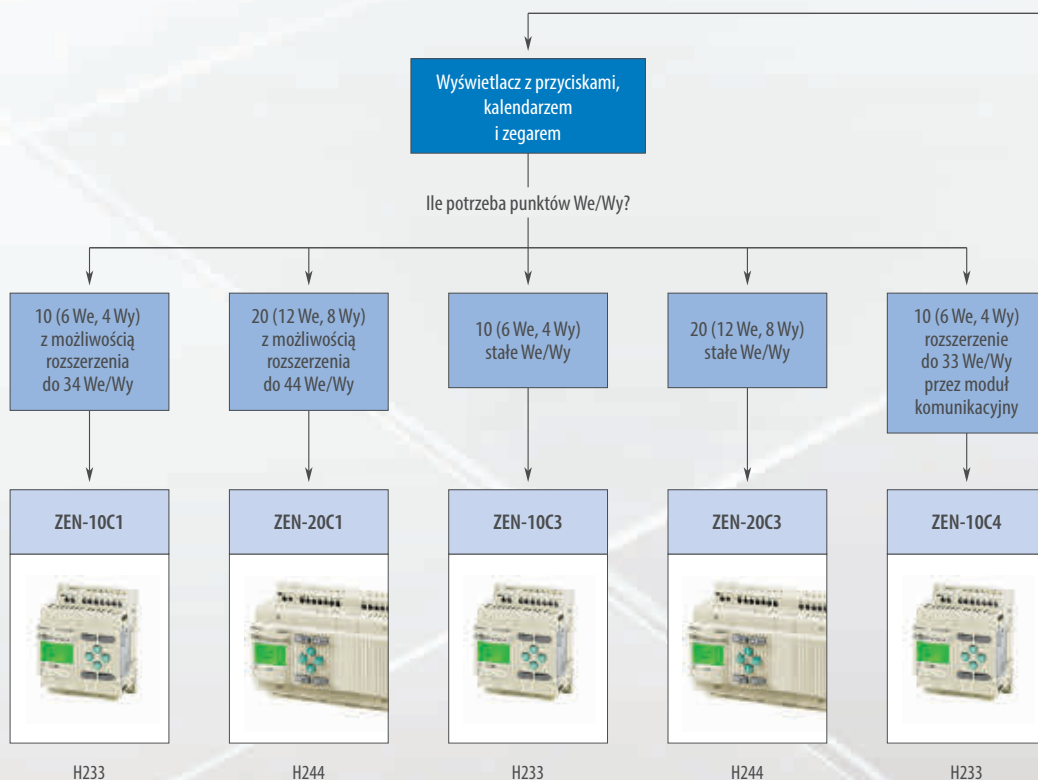 Wyświetlacz z przyciskami,
kalendarzem
i zegarem
Ile potrzeba punktów We/Wy?
10 (6 We, 4 Wy)
z możliwością
rozszerzenia
do 34 We/Wy
20 (12 We, 8 Wy)
z możliwością
rozszerzenia
do 44 We/Wy
10 (6 We, 4 Wy)
stałe We/Wy
20 (12 We, 8 Wy)
stałe We/Wy
10 (6 We, 4 Wy)
rozszerzenie
do 33 We/Wy
przez moduł
komunikacyjny
ZEN-10C1
ZEN-20C1
ZEN-10C3
ZEN-20C3
ZEN-10C4
H233
H244
H233
H244
H233